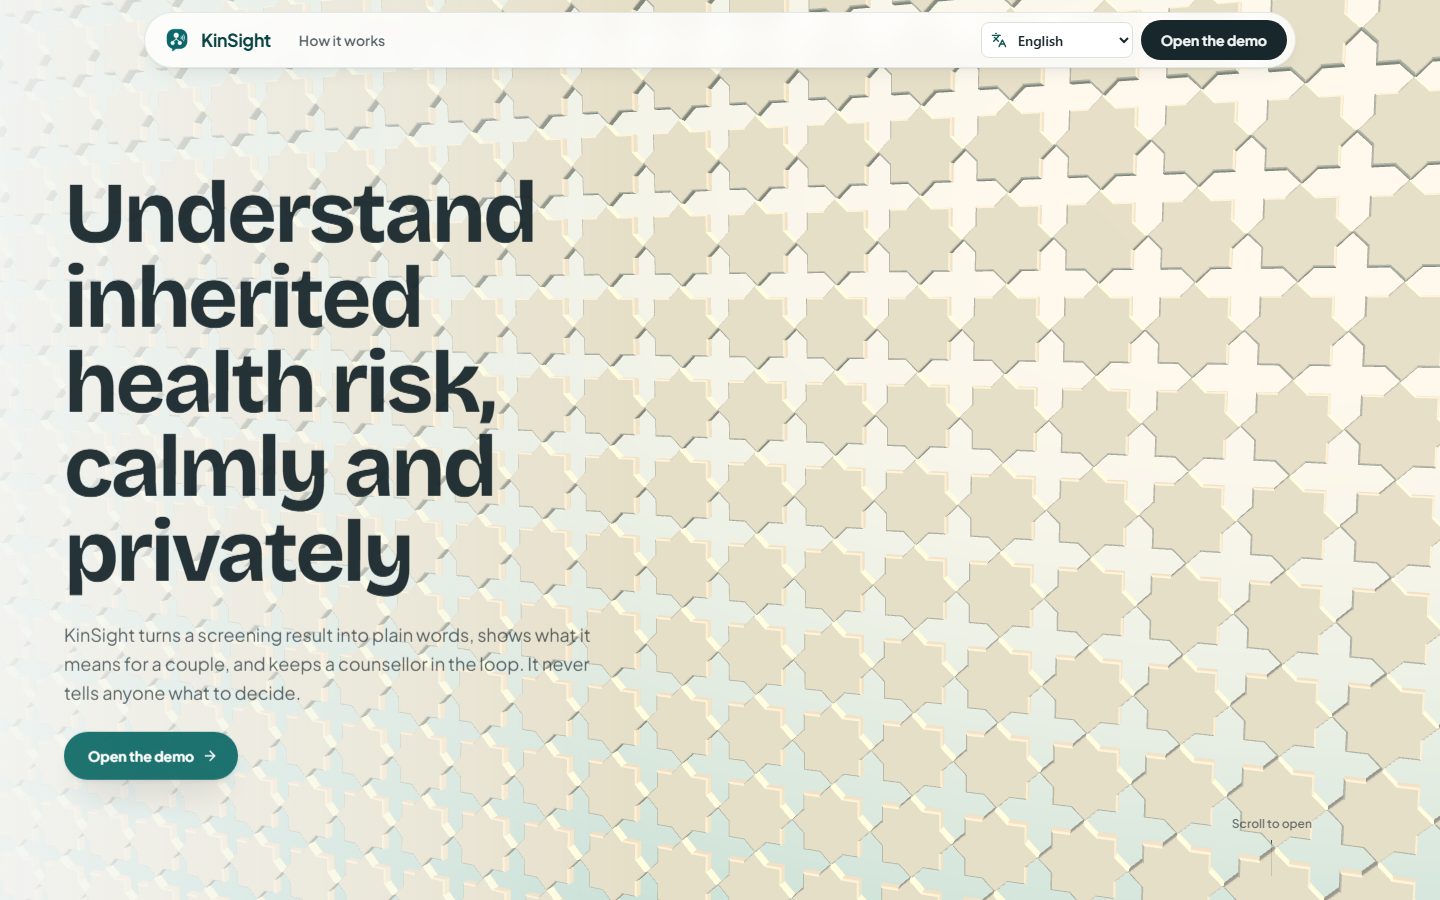 KinSight
How it works
English
Open the demo
Understand
inherited
health risk,
calmly and
privately
KinSight turns a screening result into plain words, shows what it
means for a couple, and keeps a counsellor in the loop. It never
tells anyone what to decide.
Open the demo
Scroll to open